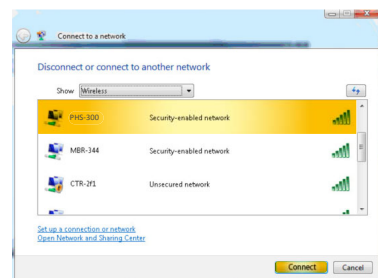 Connect to a network
Disconnect or connect to another network
Show Wireless
PHS-300 Security-enabled network
MBR-344 Security-enabled network
CTR-2f1 Unsecured network
Set up a connection or network
Open Network and Sharing Center
Connect Cancel